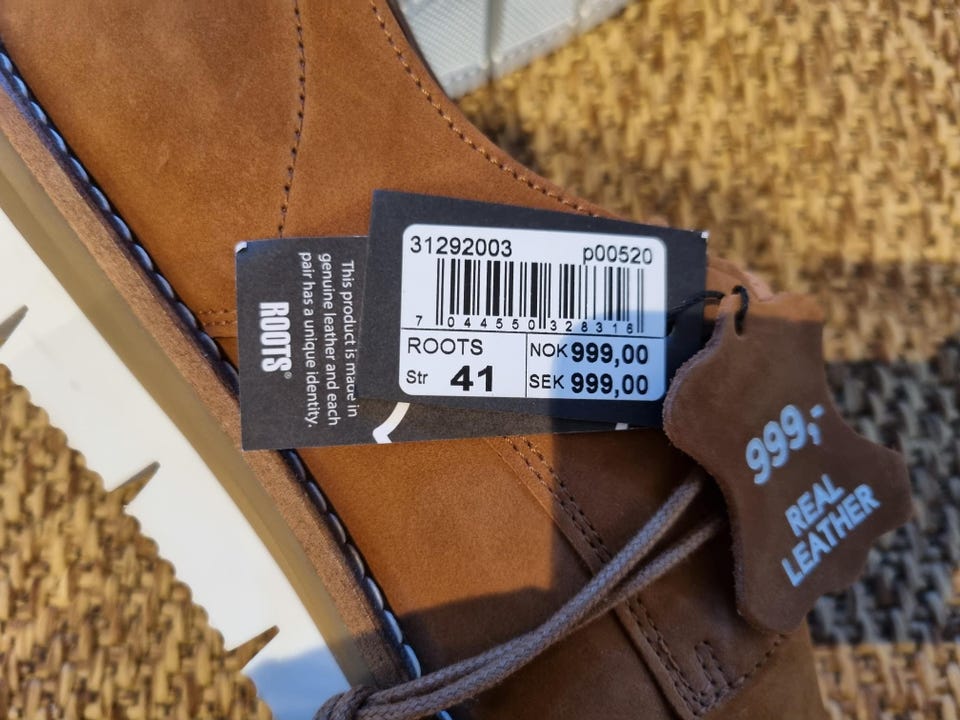 31292003 p00520
7 044550 328316
ROOTS NOK 999,00
Str 41 SEK 999,00
This product is made in
genuine leather and each
pair has a unique identity.
ROOTS®
999,-
REAL
LEATHER